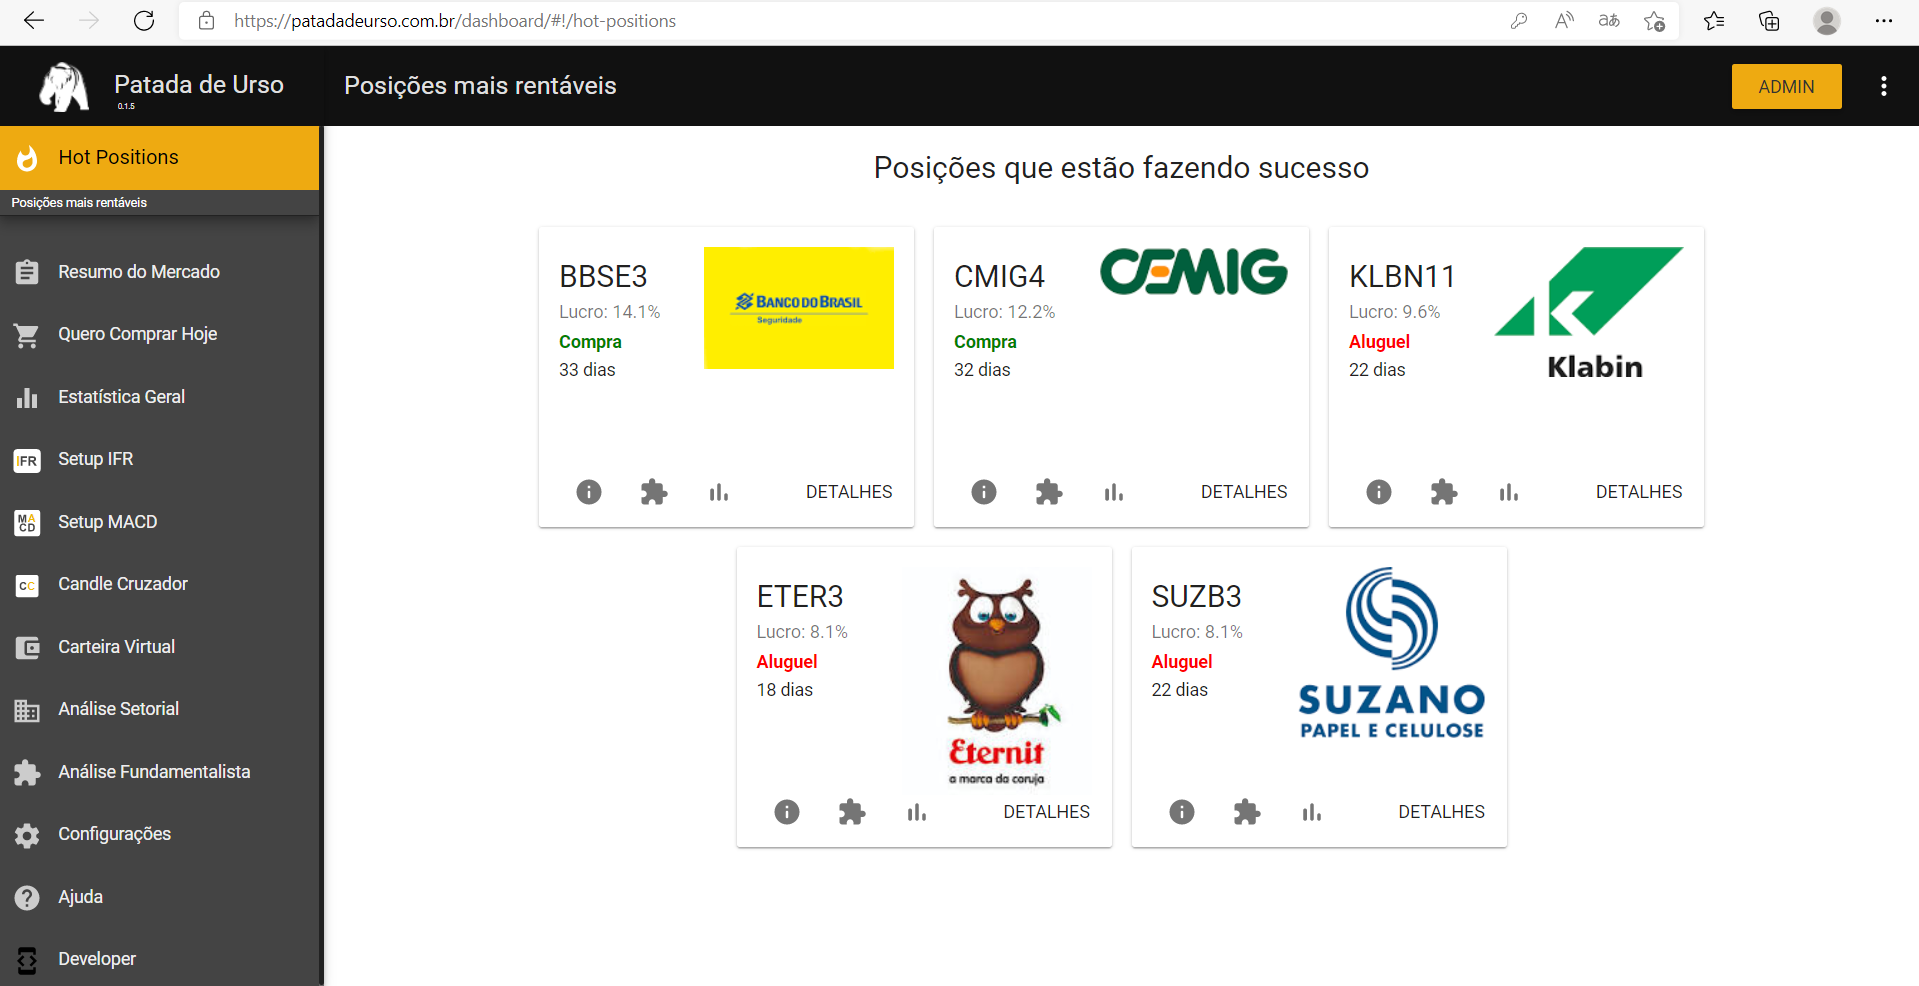 https://patadadeurso.com.br/dashboard/#!/hot-positions
Patada de Urso
0.1.5
Posições mais rentáveis
ADMIN
Hot Positions
Posições mais rentáveis
Resumo do Mercado
Quero Comprar Hoje
Estatística Geral
IFR
Setup IFR
MA
CD
Setup MACD
CC
Candle Cruzador
Carteira Virtual
Análise Setorial
Análise Fundamentalista
Configurações
Ajuda
Developer
Posições que estão fazendo sucesso
BBSE3
Lucro: 14.1%
Compra
33 dias
BANCO DO BRASIL
Seguridade
DETALHES
CMIG4
Lucro: 12.2%
Compra
32 dias
CEMIG
DETALHES
KLBN11
Lucro: 9.6%
Aluguel
22 dias
Klabin
DETALHES
ETER3
Lucro: 8.1%
Aluguel
18 dias
Eternit
a marca da coruja
DETALHES
SUZB3
Lucro: 8.1%
Aluguel
22 dias
SUZANO
PAPEL E CELULOSE
DETALHES